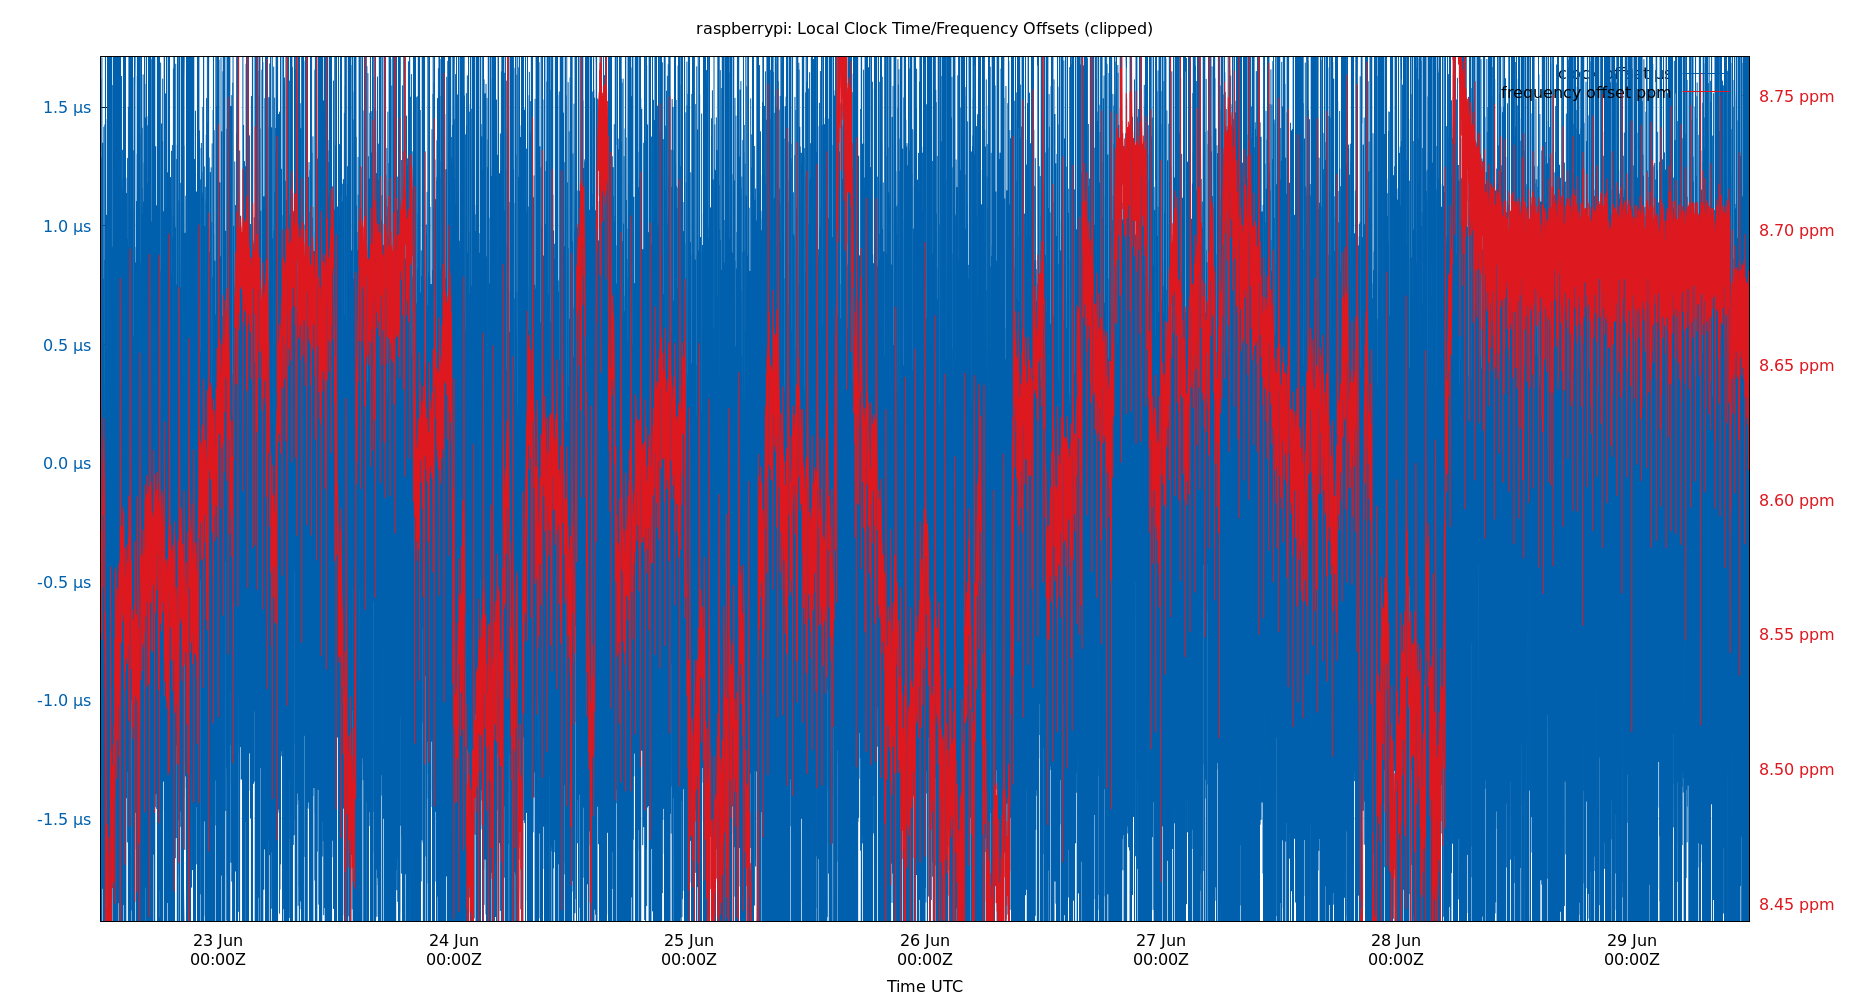 raspberrypi: Local Clock Time/Frequency Offsets (clipped)
clock offset us
frequency offset ppm
1.5 μs
1.0 μs
0.5 μs
0.0 μs
-0.5 μs
-1.0 μs
-1.5 μs
8.75 ppm
8.70 ppm
8.65 ppm
8.60 ppm
8.55 ppm
8.50 ppm
8.45 ppm
23 Jun 24 Jun 25 Jun 26 Jun 27 Jun 28 Jun 29 Jun
00:00Z 00:00Z 00:00Z 00:00Z 00:00Z 00:00Z 00:00Z
Time UTC